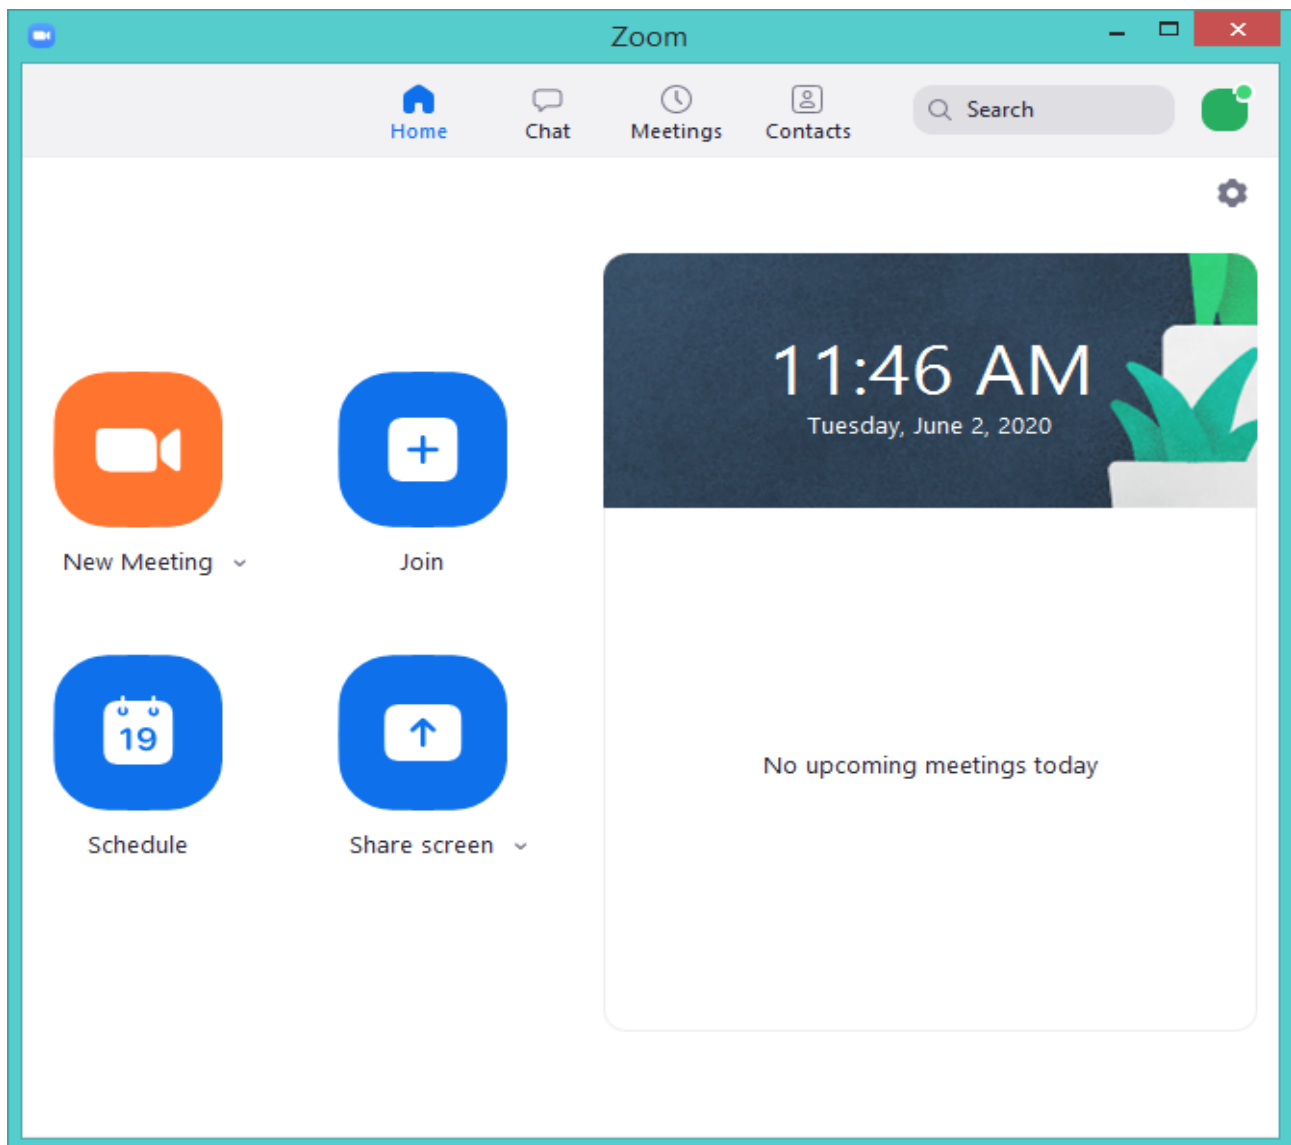 Zoom
Home
Chat
Meetings
Contacts
Search
11:46 AM
Tuesday, June 2, 2020
New Meeting
Join
19
Schedule
Share screen
No upcoming meetings today